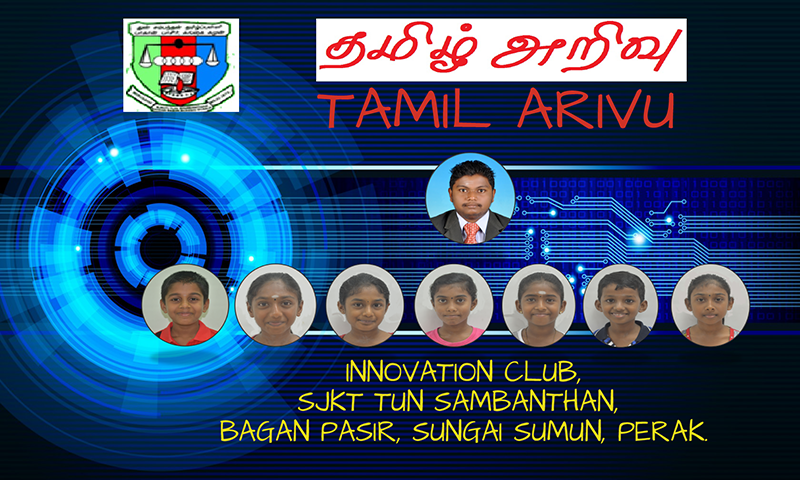 தமிழ் அறிவு
TAMIL ARIVU
INNOVATION CLUB,
SJKT TUN SAMBANTHAN,
BAGAN PASIR, SUNGAI SUMUN, PERAK.